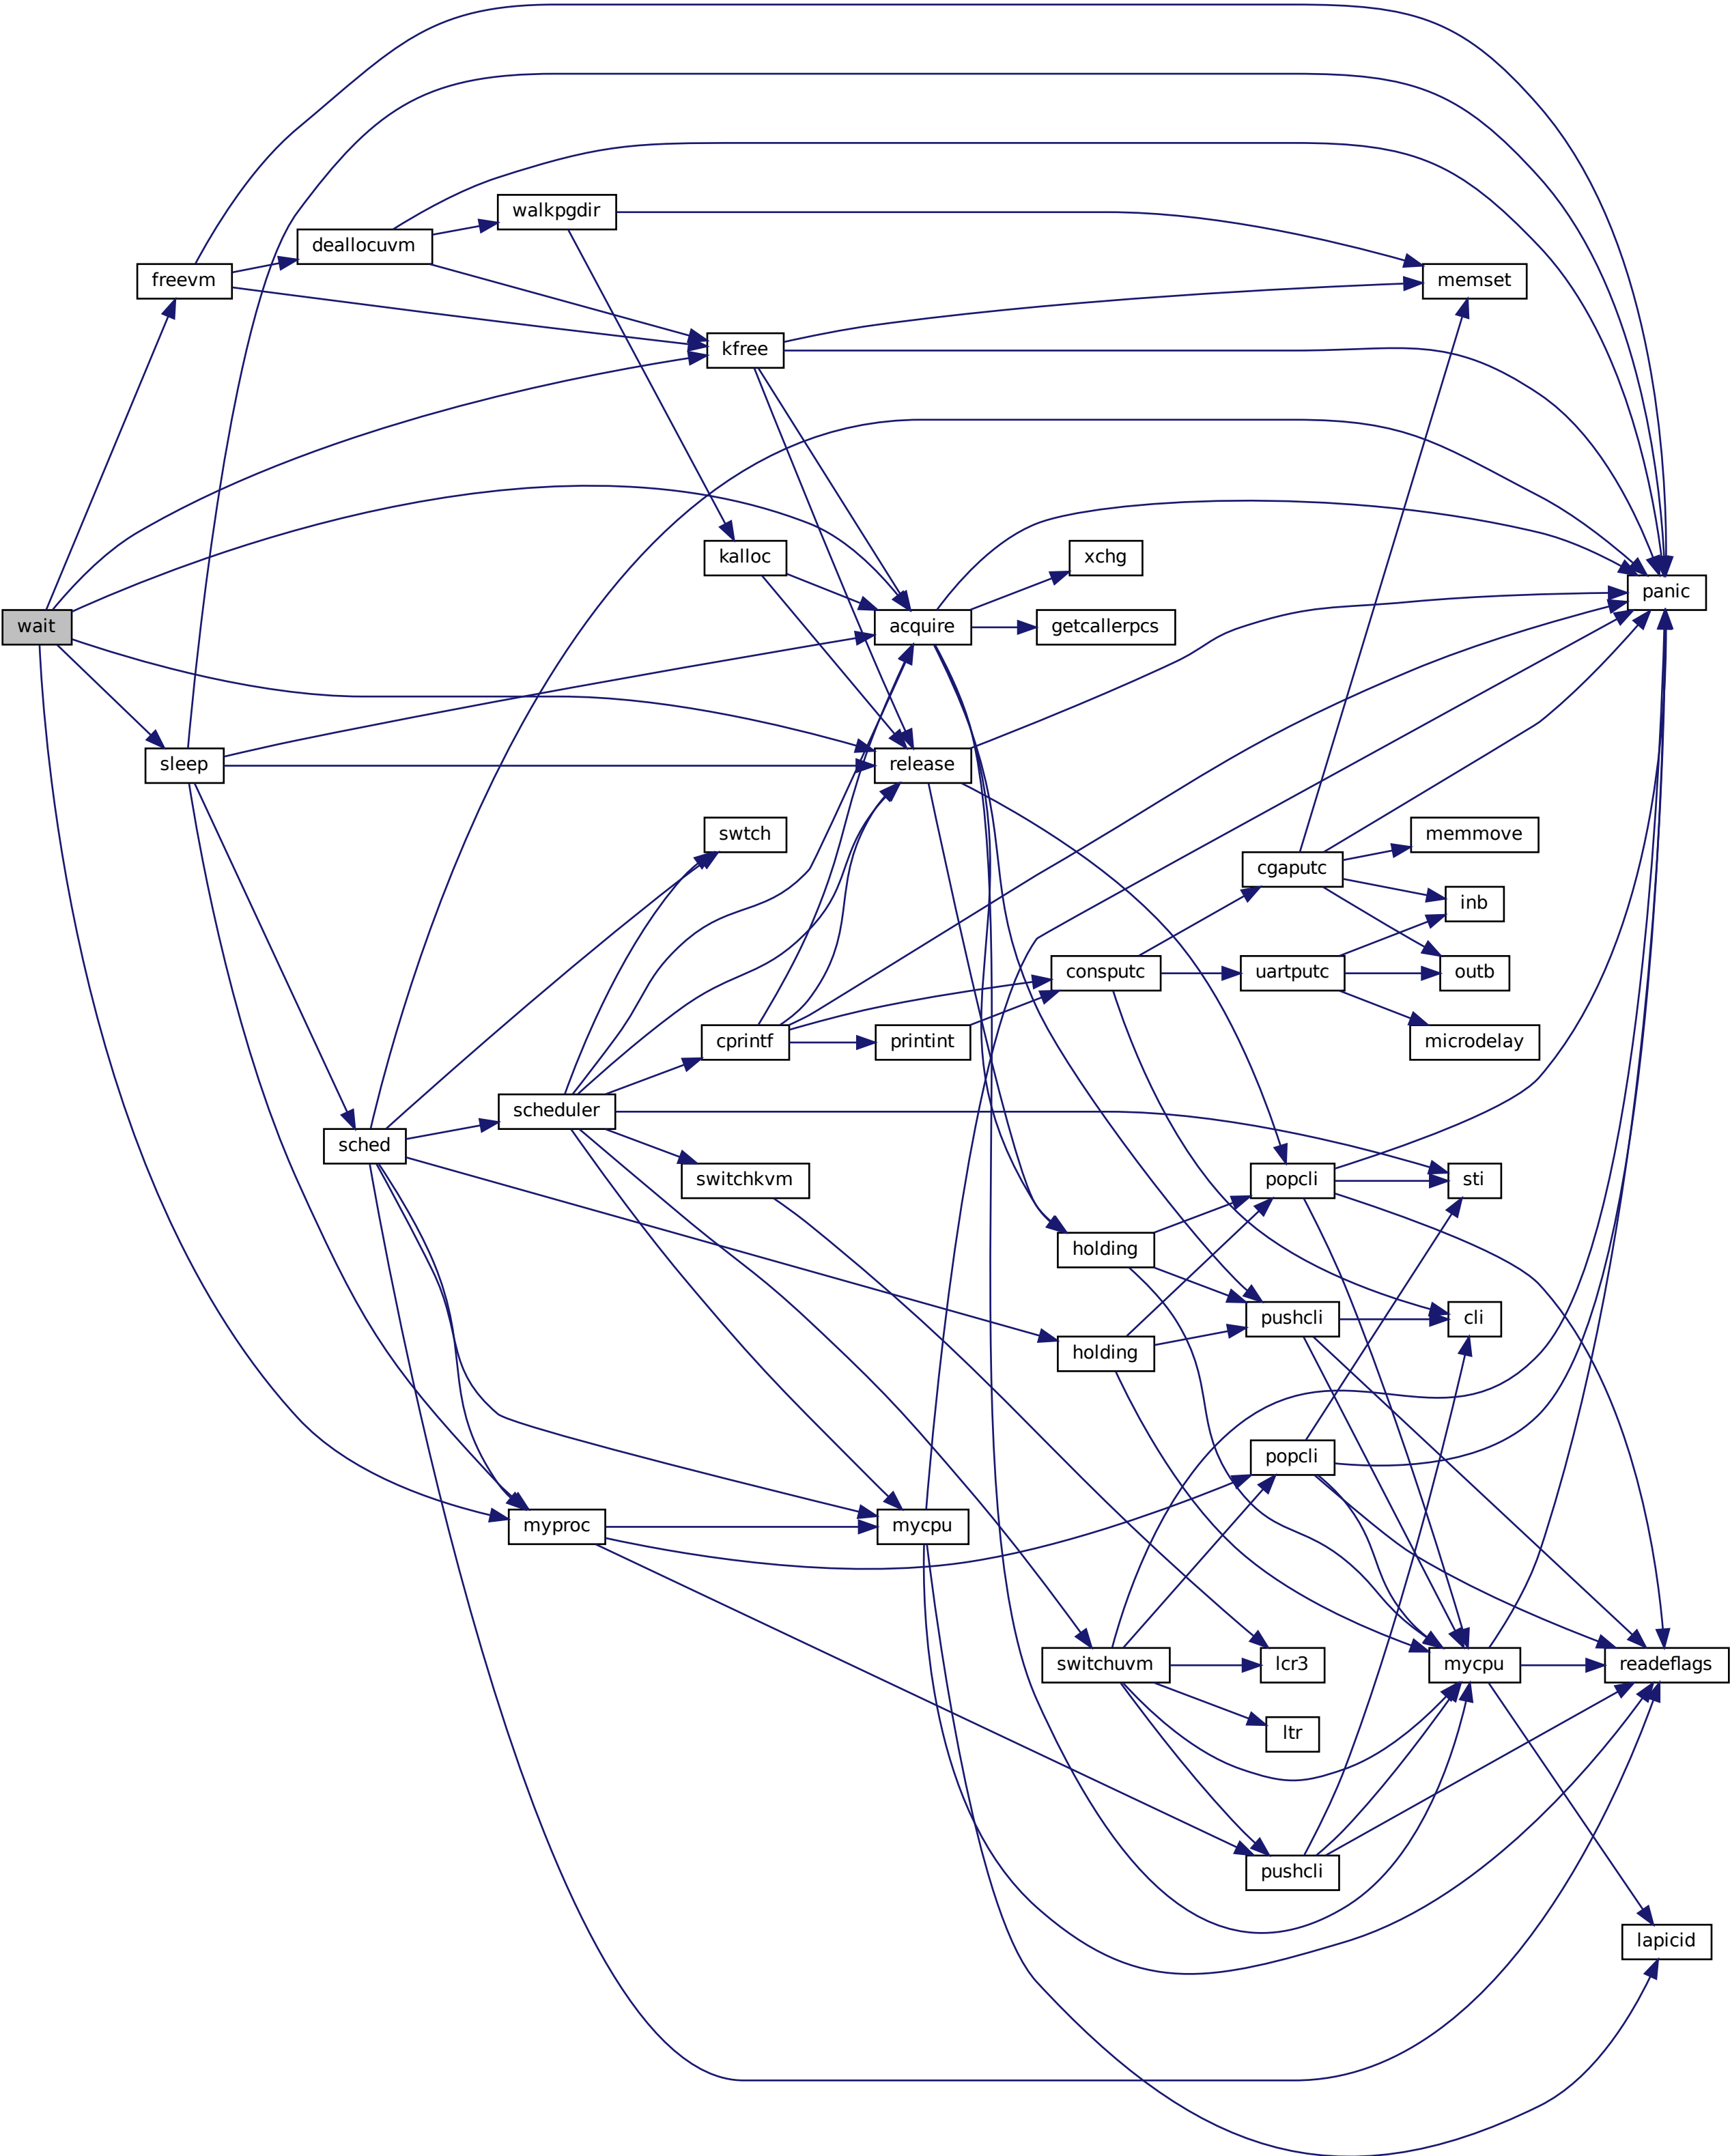 walkpgdir
deallocuvm
freevm
memset
kfree
kalloc
xchg
panic
wait
acquire
getcallerpcs
sleep
release
swtch
memmove
cgaputc
inb
consputc
uartputc
outb
cprintf
printint
microdelay
scheduler
sched
switchkvm
popcli
sti
holding
pushcli
cli
holding
popcli
myproc
mycpu
switchuvm
lcr3
mycpu
readeflags
ltr
pushcli
lapicid